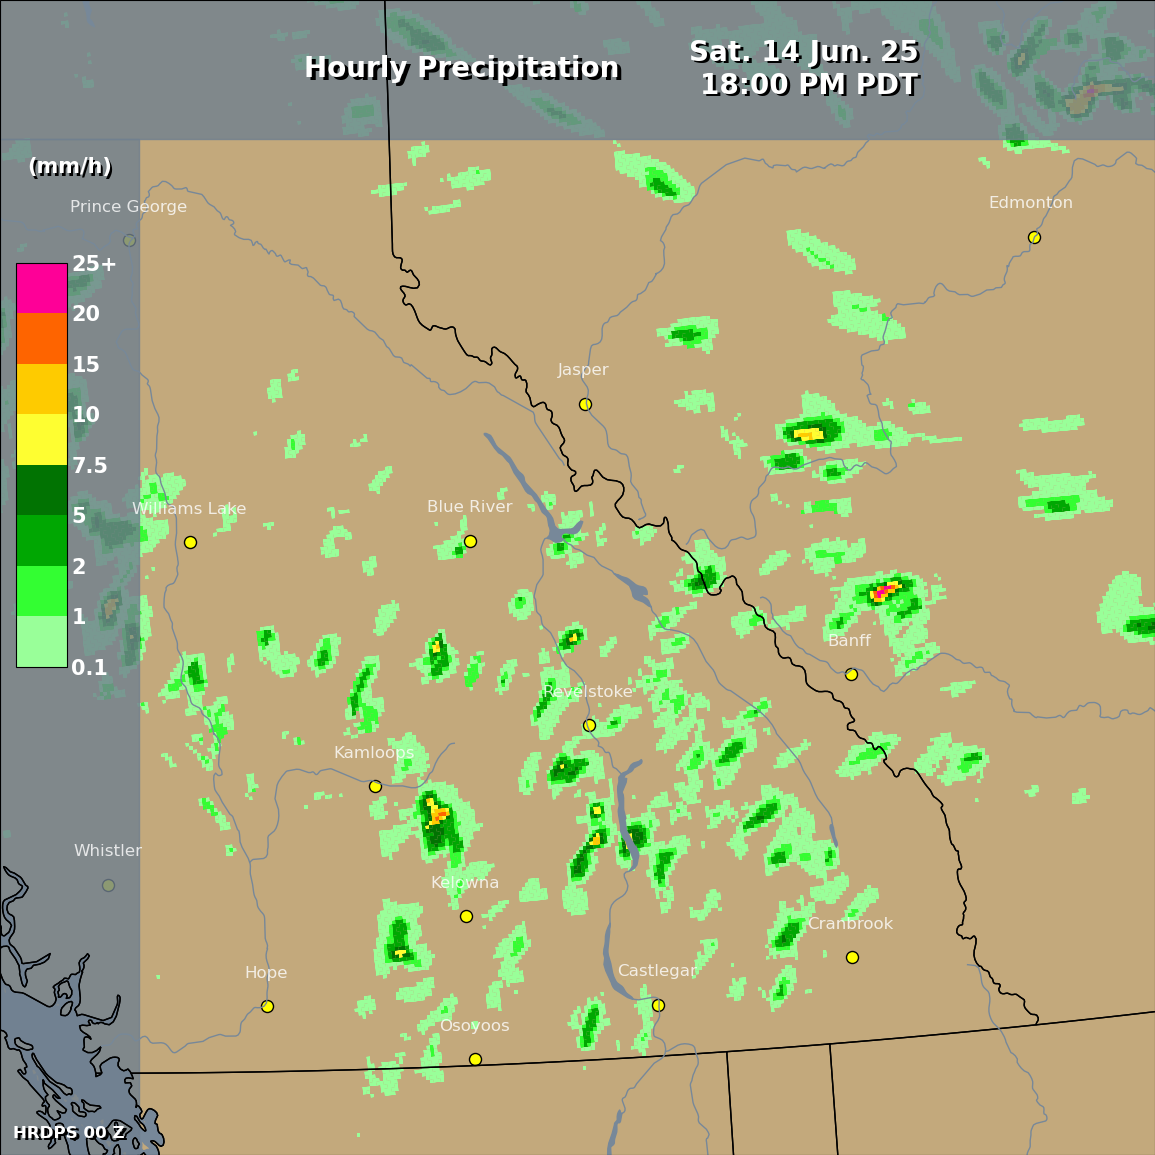 Hourly Precipitation
Sat. 14 Jun. 25
18:00 PM PDT
(mm/h)
Prince George
Edmonton
25+
20
15
10
7.5
5
2
1
0.1
Jasper
Williams Lake
Blue River
Banff
Revelstoke
Kamloops
Whistler
Kelowna
Cranbrook
Hope
Castlegar
Osoyoos
HRDPS 00 Z